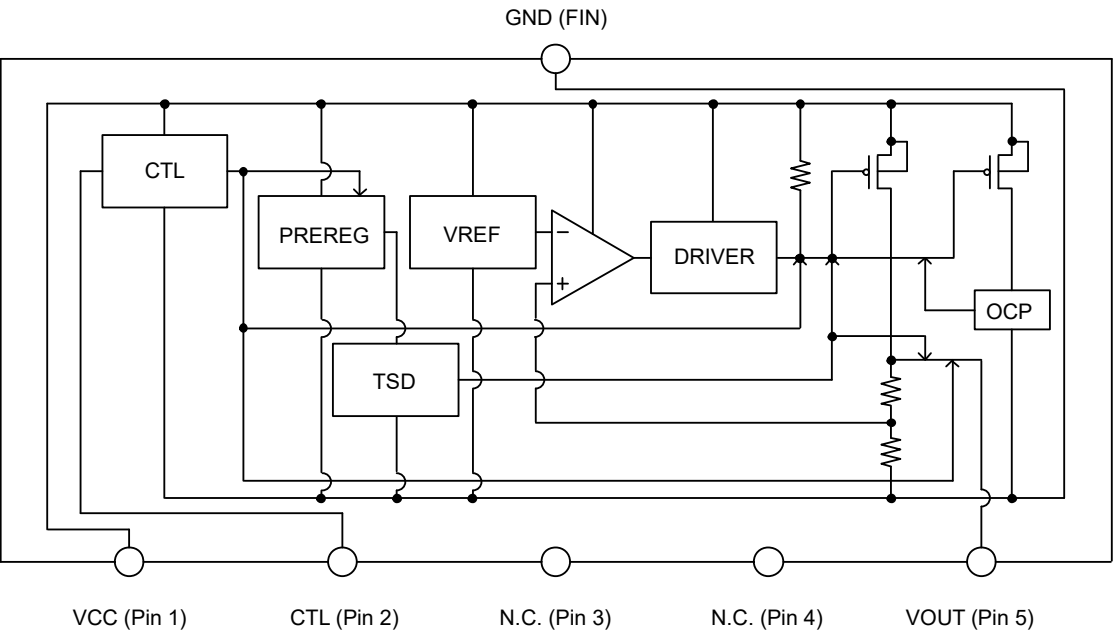 GND (FIN)
CTL
PREREG
VREF
−
+
DRIVER
OCP
TSD
VCC (Pin 1)
CTL (Pin 2)
N.C. (Pin 3)
N.C. (Pin 4)
VOUT (Pin 5)